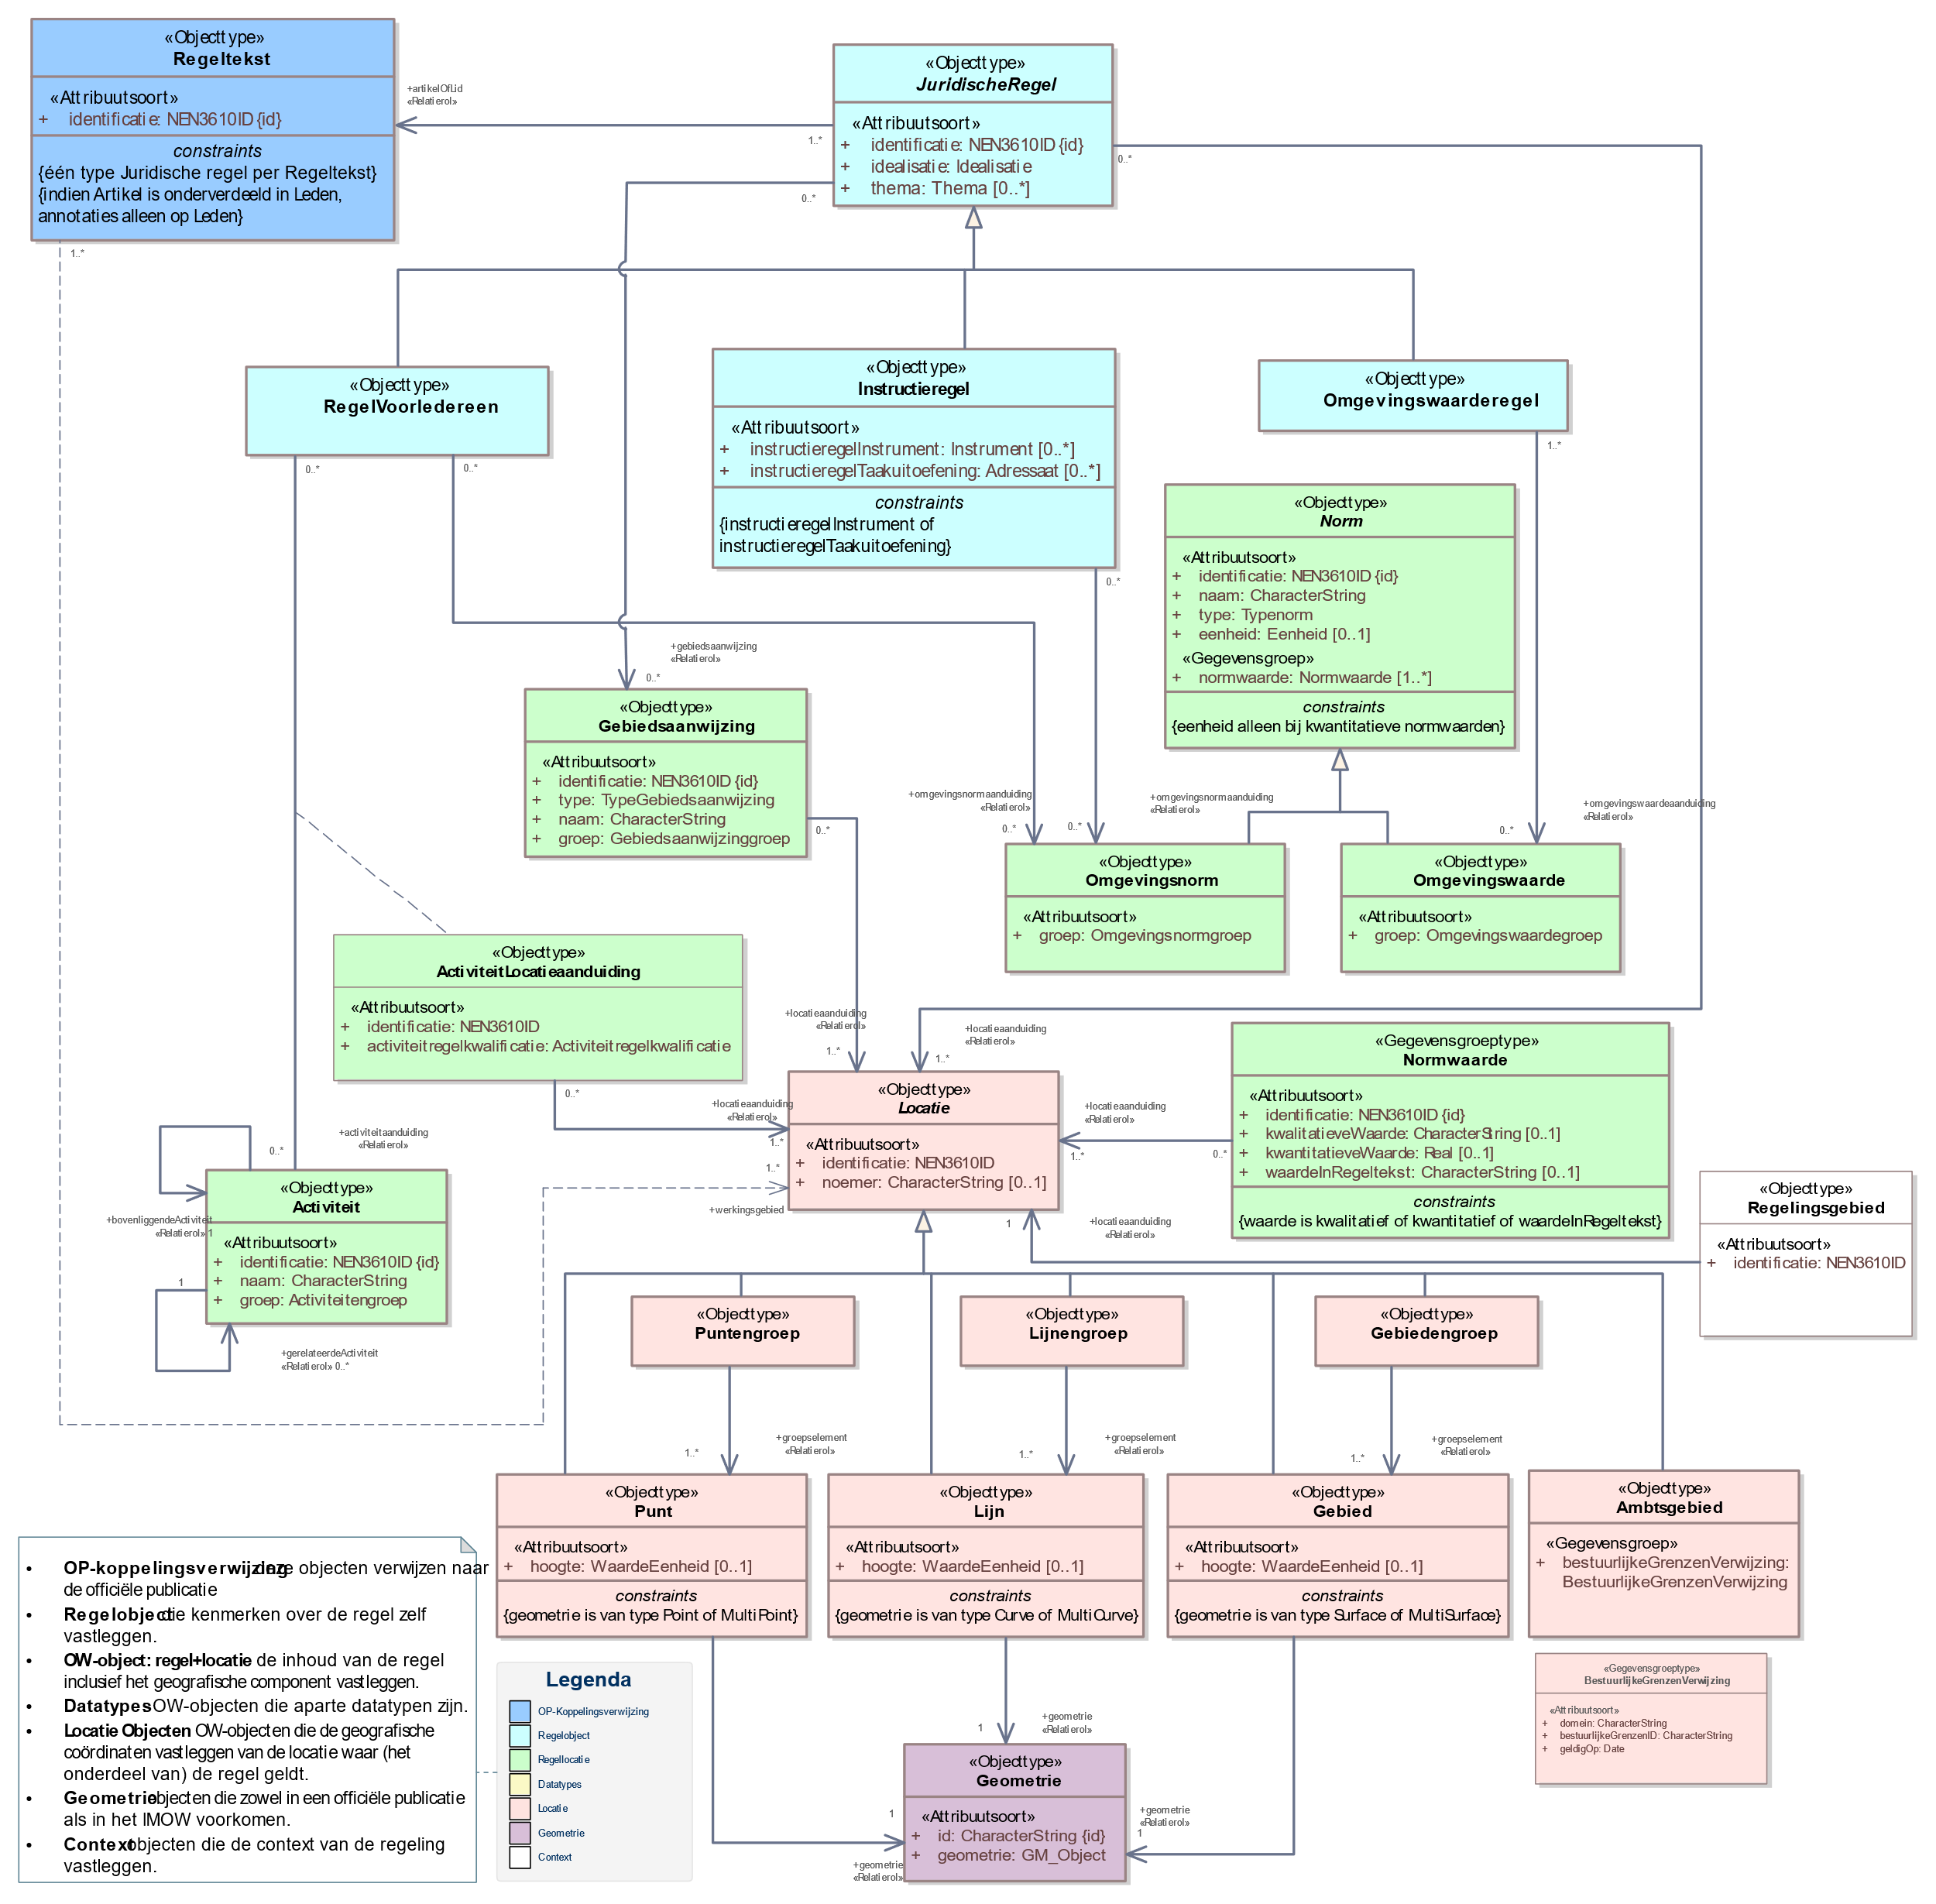 «Objecttype»
Regeltekst
«Attribuutsoort»
+ identificatie: NEN3610ID {id}
constraints
{één type Juridische regel per Regeltekst}
{indien Artikel is onderverdeeld in Leden,
annotaties alleen op Leden}
1..*
+artikelOfLid
«Relatierol»
1..*
«Objecttype»
JuridischeRegel
«Attribuutsoort»
+ identificatie: NEN3610ID {id}
+ idealisatie: Idealisatie
+ thema: Thema [0..*]
0..*
0..*
«Objecttype»
RegelVoorIedereen
0..*
0..*
«Objecttype»
Instructieregel
«Attribuutsoort»
+ instructieregelInstrument: Instrument [0..*]
+ instructieregelTaakuitoefening: Adressaat [0..*]
constraints
{instructieregelInstrument of
instructieregelTaakuitoefening}
0..*
«Objecttype»
Omgevingswaarderegel
1..*
«Objecttype»
Norm
«Attribuutsoort»
+ identificatie: NEN3610ID {id}
+ naam: CharacterString
+ type: Typenorm
+ eenheid: Eenheid [0..1]
«Gegevensgroep»
+ normwaarde: Normwaarde [1..*]
constraints
{eenheid alleen bij kwantitatieve normwaarden}
+gebiedsaanwijzing
«Relatierol»
0..*
«Objecttype»
Gebiedsaanwijzing
«Attribuutsoort»
+ identificatie: NEN3610ID {id}
+ type: TypeGebiedsaanwijzing
+ naam: CharacterString
+ groep: Gebiedsaanwijzinggroep
0..*
+omgevingsnormaanduiding
«Relatierol»
0..*
0..*
+omgevingsnormaanduiding
«Relatierol»
+omgevingswaardeaanduiding
«Relatierol»
0..*
«Objecttype»
Omgevingsnorm
«Attribuutsoort»
+ groep: Omgevingsnormgroep
«Objecttype»
Omgevingswaarde
«Attribuutsoort»
+ groep: Omgevingswaardegroep
«Objecttype»
ActiviteitLocatieaanduiding
«Attribuutsoort»
+ identificatie: NEN3610ID
+ activiteitregelkwalificatie: Activiteitregelkwalificatie
0..*
+locatieaanduiding
«Relatierol»
1..*
+locatieaanduiding
«Relatierol»
1..*
+locatieaanduiding
«Relatierol»
1..*
1..*
+werkingsgebied
«Objecttype»
Locatie
«Attribuutsoort»
+ identificatie: NEN3610ID
+ noemer: CharacterString [0..1]
+locatieaanduiding
«Relatierol»
1..*
0..*
«Gegevensgroeptype»
Normwaarde
«Attribuutsoort»
+ identificatie: NEN3610ID {id}
+ kwalitatieveWaarde: CharacterString [0..1]
+ kwantitatieveWaarde: Real [0..1]
+ waardeInRegeltekst: CharacterString [0..1]
constraints
{waarde is kwalitatief of kwantitatief of waardeInRegeltekst}
1
+locatieaanduiding
«Relatierol»
«Objecttype»
Regelingsgebied
«Attribuutsoort»
+ identificatie: NEN3610ID
+activiteitaanduiding
«Relatierol»
0..*
«Objecttype»
Activiteit
«Attribuutsoort»
+ identificatie: NEN3610ID {id}
+ naam: CharacterString
+ groep: Activiteitengroep
+bovenliggendeActiviteit
«Relatierol» 1
1
+gerelateerdeActiviteit
«Relatierol» 0..*
«Objecttype»
Puntengroep
«Objecttype»
Lijnengroep
«Objecttype»
Gebiedengroep
1..*
+groepselement
«Relatierol»
1..*
+groepselement
«Relatierol»
1..*
+groepselement
«Relatierol»
«Objecttype»
Punt
«Attribuutsoort»
+ hoogte: WaardeEenheid [0..1]
constraints
{geometrie is van type Point of MultiPoint}
«Objecttype»
Lijn
«Attribuutsoort»
+ hoogte: WaardeEenheid [0..1]
constraints
{geometrie is van type Curve of MultiCurve}
«Objecttype»
Gebied
«Attribuutsoort»
+ hoogte: WaardeEenheid [0..1]
constraints
{geometrie is van type Surface of MultiSurface}
«Objecttype»
Ambtsgebied
«Gegevensgroep»
+ bestuurlijkeGrenzenVerwijzing:
BestuurlijkeGrenzenVerwijzing
«Gegevensgroeptype»
BestuurlijkeGrenzenVerwijzing
«Attribuutsoort»
+ domein: CharacterString
+ bestuurlijkeGrenzenID: CharacterString
+ geldigOp: Date
1
+geometrie
«Relatierol»
1
+geometrie
«Relatierol»
+geometrie
«Relatierol»
1
«Objecttype»
Geometrie
«Attribuutsoort»
+ id: CharacterString {id}
+ geometrie: GM_Object
• OP-koppelingsverwijzing deze objecten verwijzen naar
de officiële publicatie
• Regelobject die kenmerken over de regel zelf
vastleggen.
• OW-object: regel+locatie de inhoud van de regel
inclusief het geografische component vastleggen.
• Datatypes OW-objecten die aparte datatypen zijn.
• Locatie Objecten OW-objecten die de geografische
coördinaten vastleggen van de locatie waar (het
onderdeel van) de regel geldt.
• Geometrie objecten die zowel in een officiële publicatie
als in het IMOW voorkomen.
• Context objecten die de context van de regeling
vastleggen.
Legenda
OP-Koppelingsverwijzing
Regelobject
Regellocatie
Datatypes
Locatie
Geometrie
Context